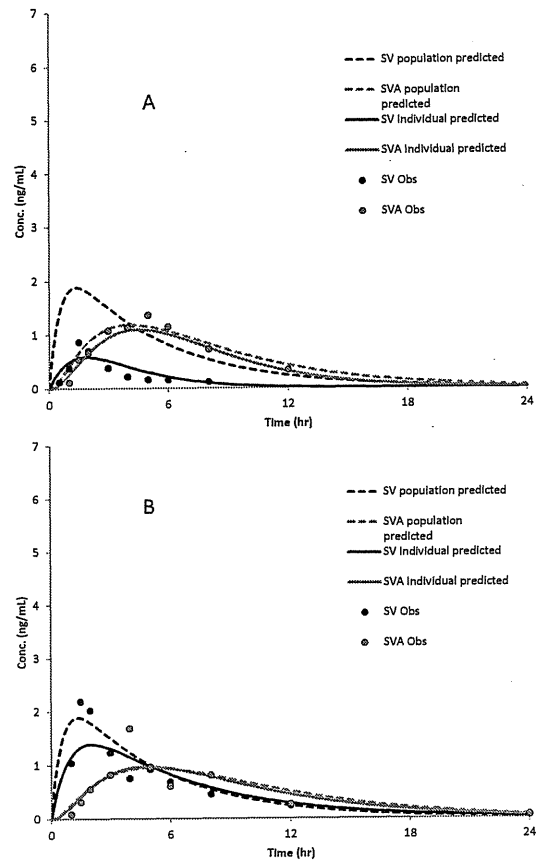 7
6
5
4
3
2
1
0
Conc. (ng/mL)
A
SV population predicted
SVA population
predicted
SV individual predicted
SVA individual predicted
SV Obs
SVA Obs
0 6 12 18 24
Time (hr)
7
6
5
4
3
2
1
0
Conc. (ng/mL)
B
SV population predicted
SVA population
predicted
SV individual predicted
SVA individual predicted
SV Obs
SVA Obs
0 6 12 18 24
Time (hr)